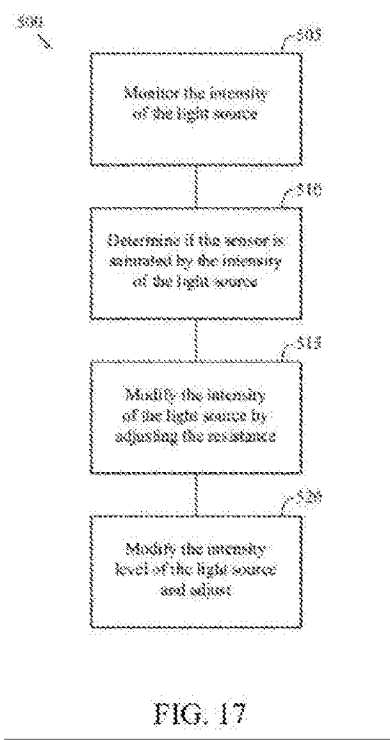 500
505
Monitor the intensity
of the light source
510
Determine if the sensor is
saturated by the intensity
of the light source
515
Modify the intensity
of the light source by
adjusting the resistance
520
Modify the intensity
level of the light source
and adjust
FIG. 17